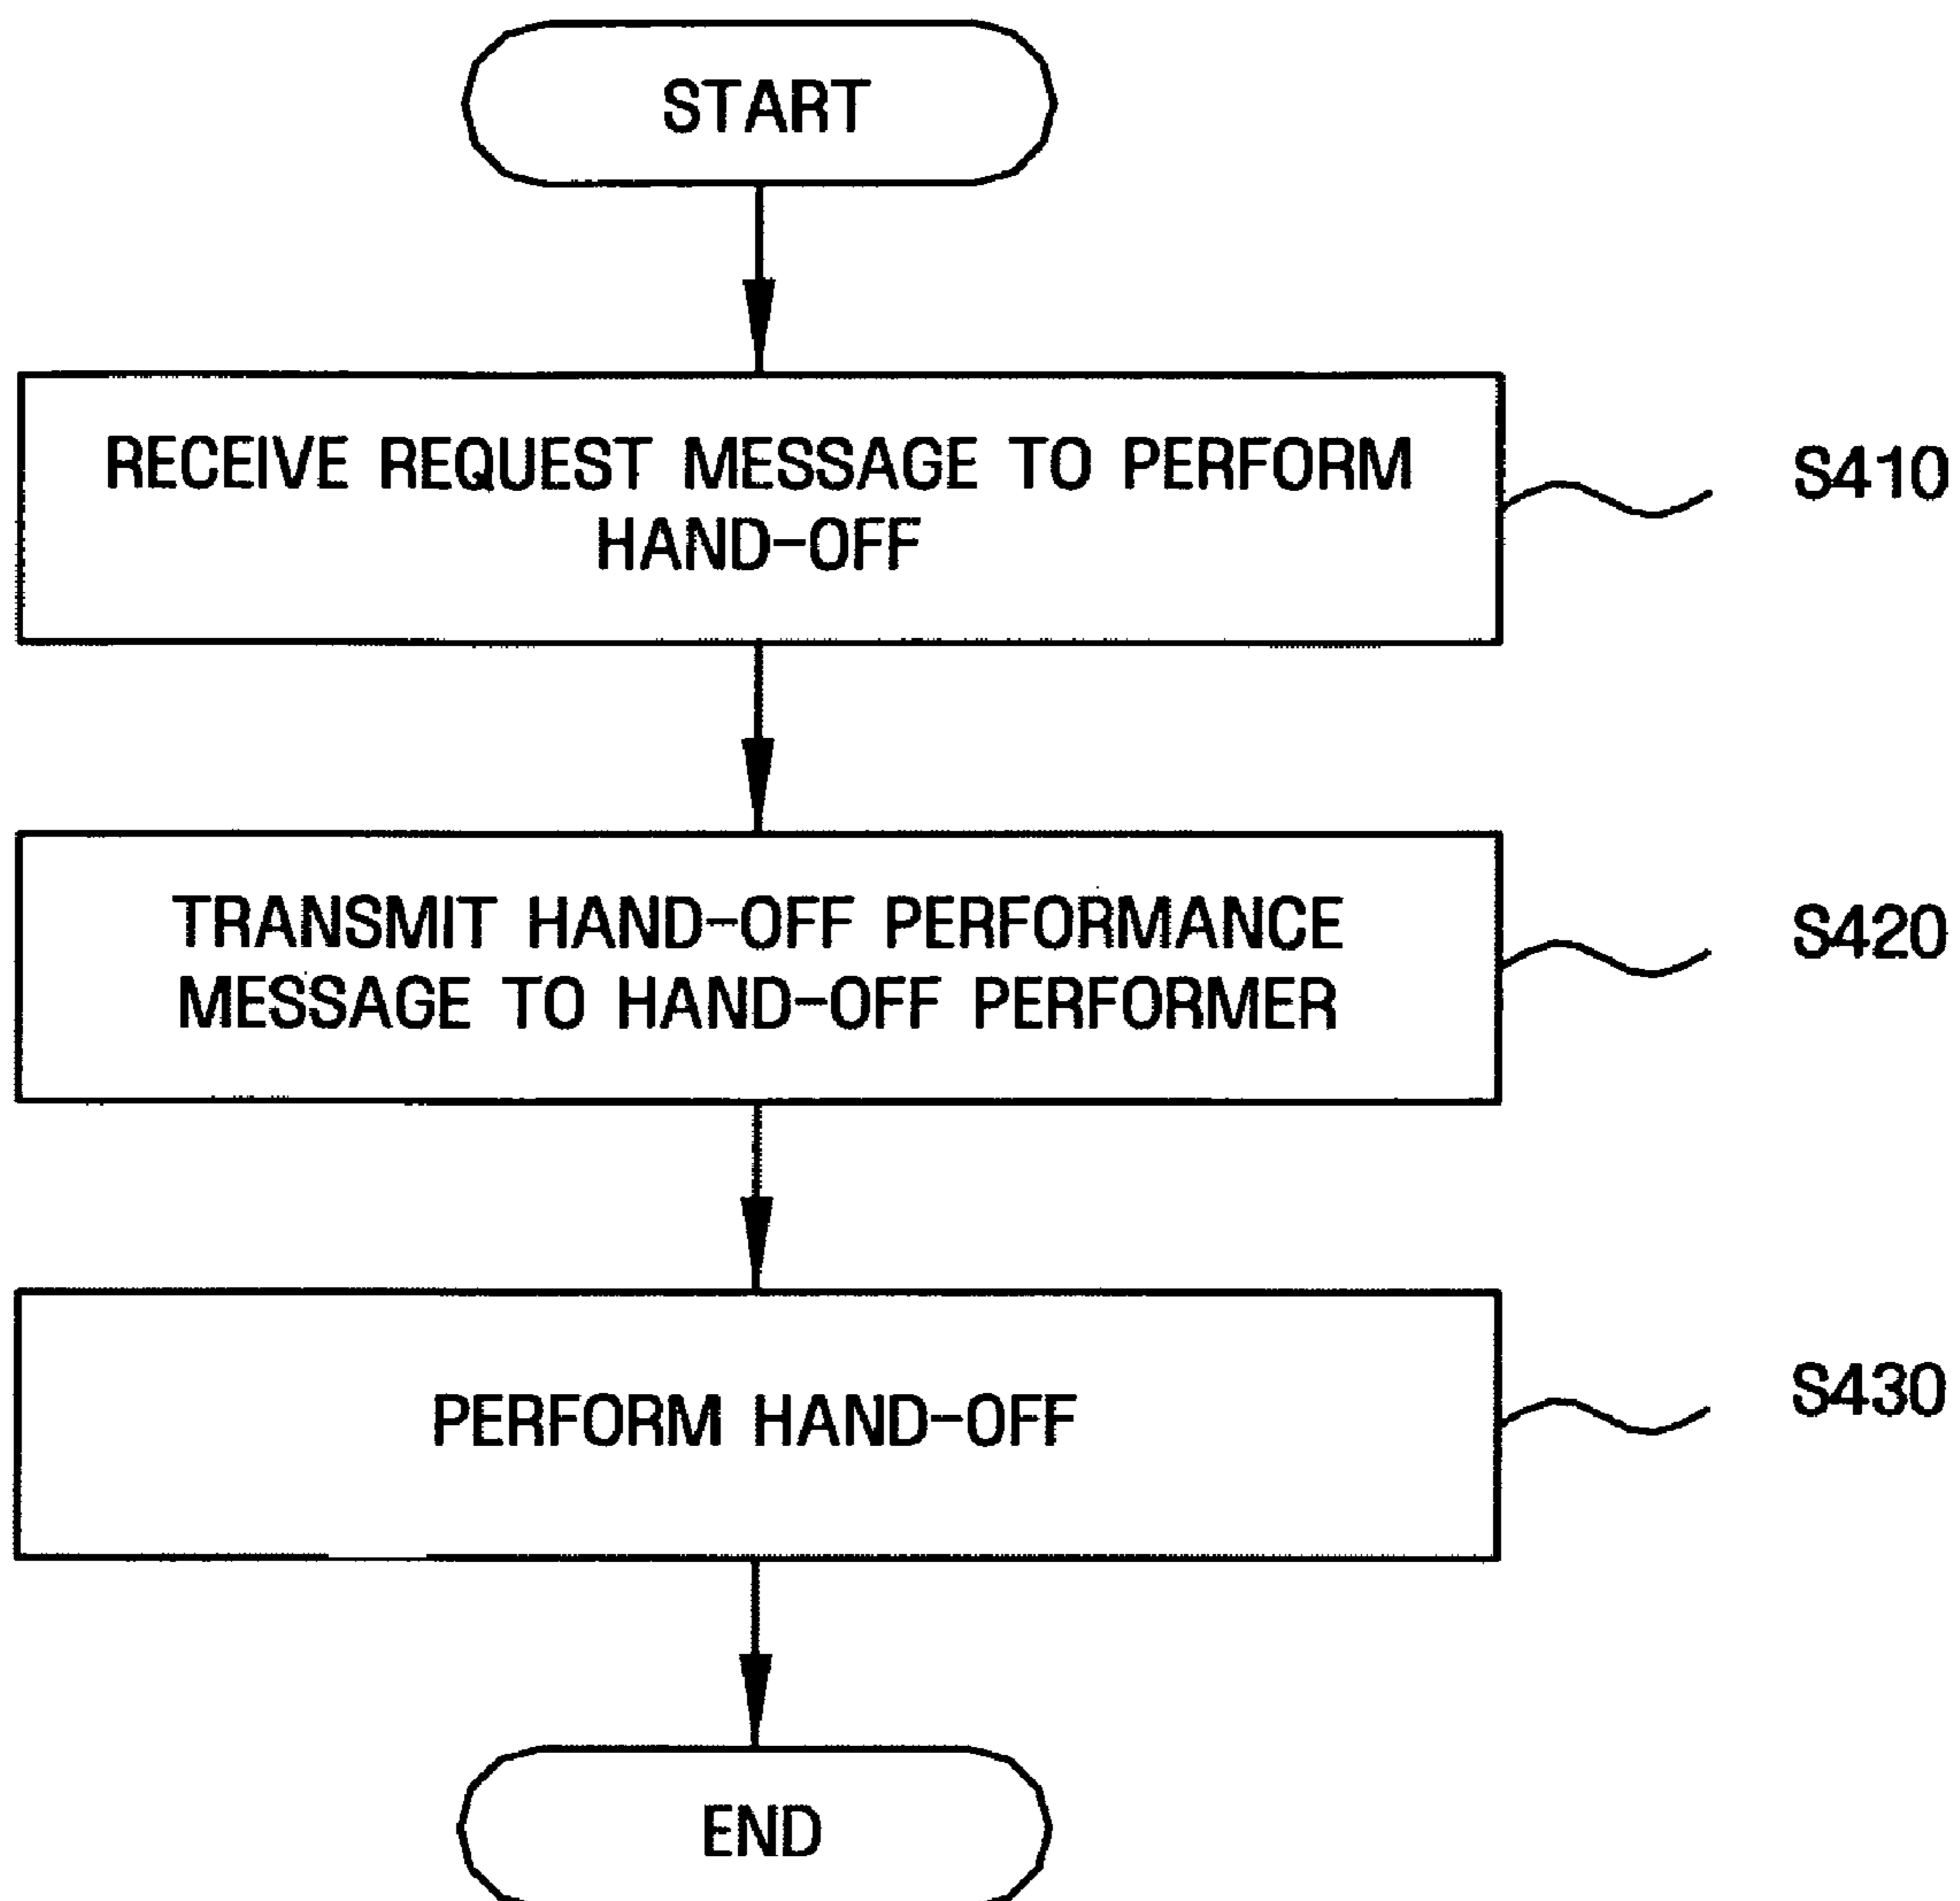 START
RECEIVE REQUEST MESSAGE TO PERFORM
HAND-OFF
S410
TRANSMIT HAND-OFF PERFORMANCE
MESSAGE TO HAND-OFF PERFORMER
S420
PERFORM HAND-OFF
S430
END